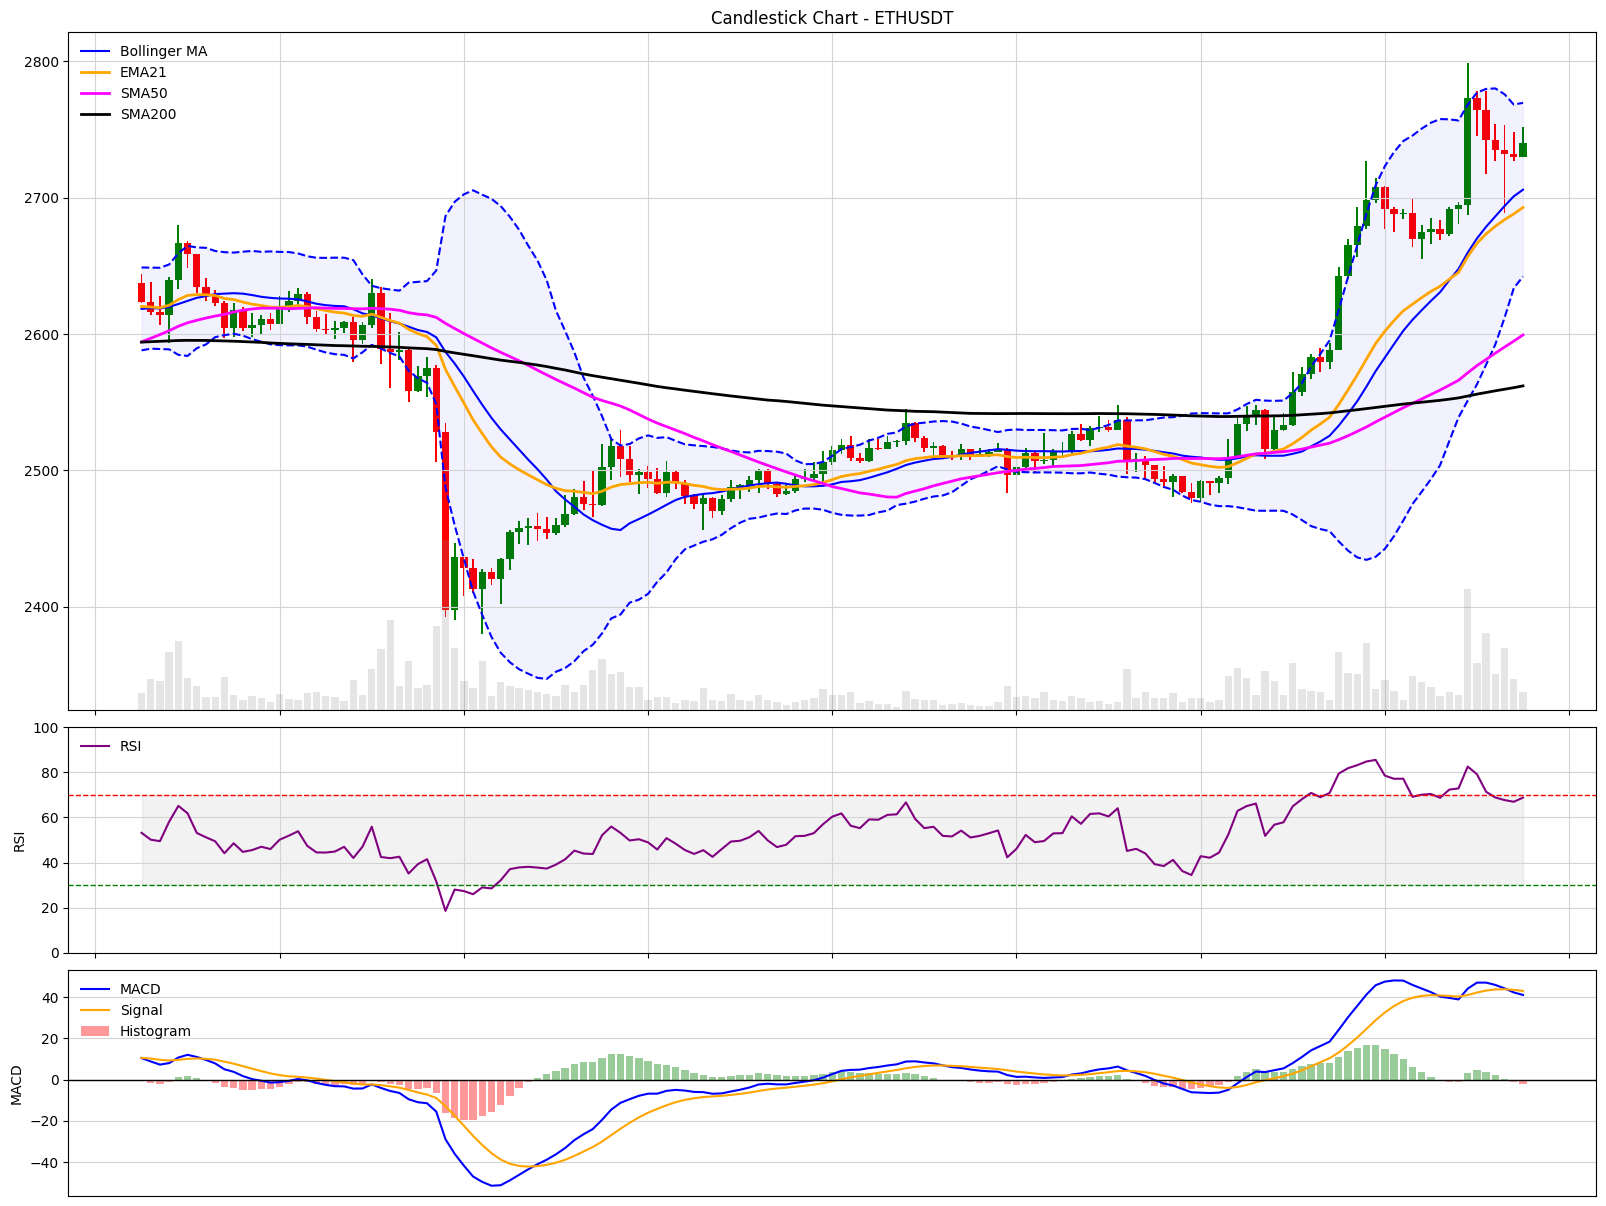 Candlestick Chart - ETHUSDT
Bollinger MA
EMA21
SMA50
SMA200
2800
2700
2600
2500
2400
RSI
100
80
60
40
20
0
RSI
MACD
Signal
Histogram
40
20
0
−20
−40
MACD